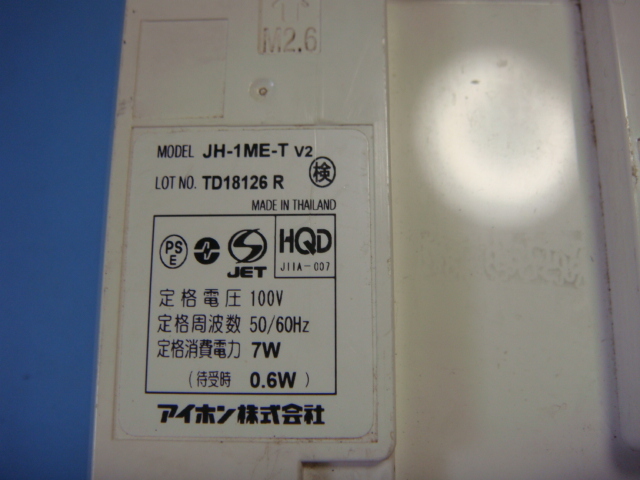 M2.6
MODEL JH-1ME-T V2
LOT NO. TD18126 R 検
MADE IN THAILAND
PS E JET HQD
JIIA-007
定格電圧 100V
定格周波数 50/60Hz
定格消費電力 7W
(待受時 0.6W)
アイホン株式会社